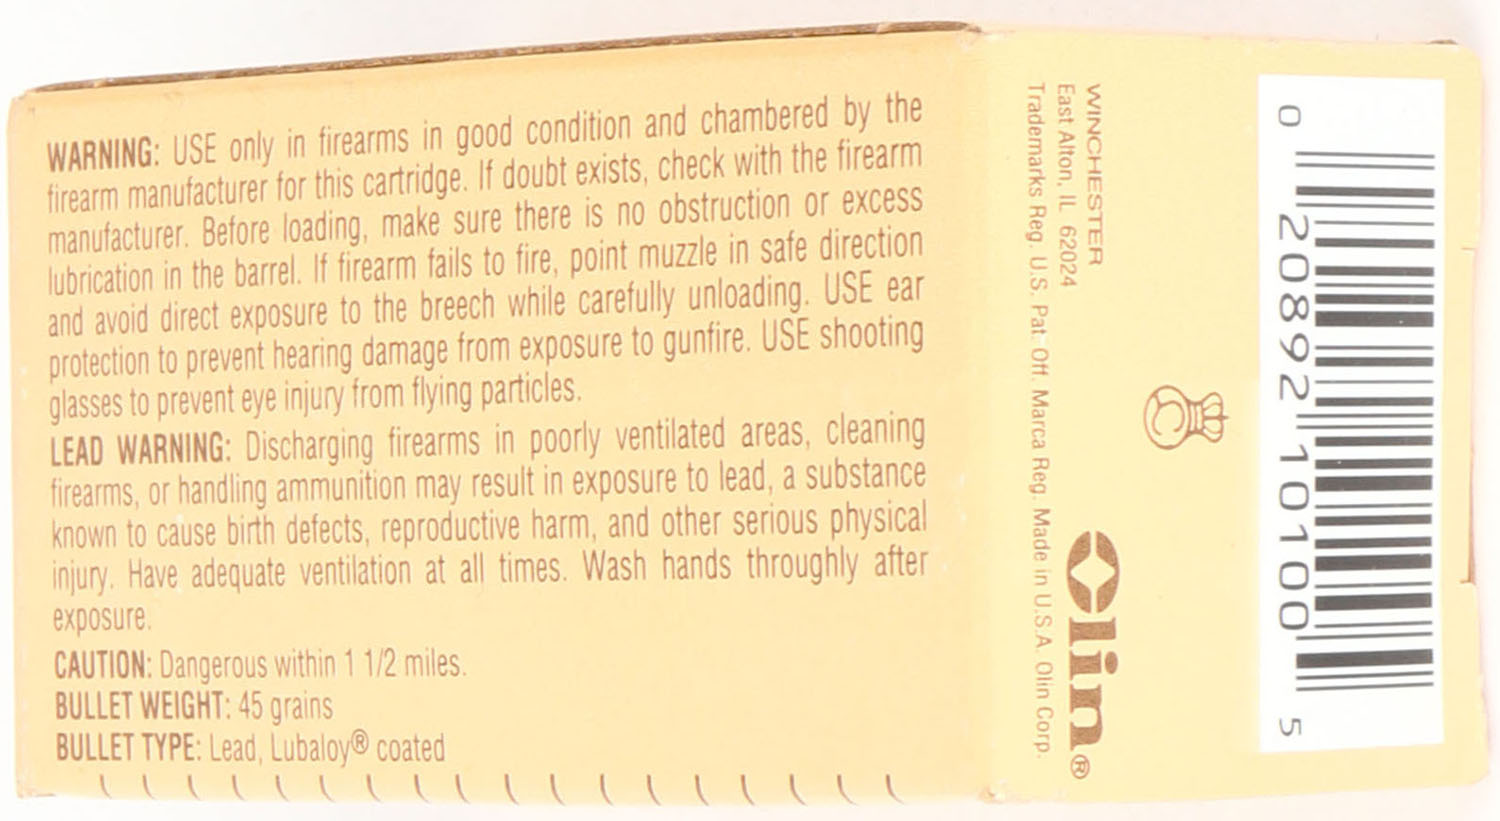 WARNING: USE only in firearms in good condition and chambered by the
firearm manufacturer for this cartridge. If doubt exists, check with the firearm
manufacturer. Before loading, make sure there is no obstruction or excess
lubrication in the barrel. If firearm fails to fire, point muzzle in safe direction
and avoid direct exposure to the breech while carefully unloading. USE ear
protection to prevent hearing damage from exposure to gunfire. USE shooting
glasses to prevent eye injury from flying particles.
LEAD WARNING: Discharging firearms in poorly ventilated areas, cleaning
firearms, or handling ammunition may result in exposure to lead, a substance
known to cause birth defects, reproductive harm, and other serious physical
injury. Have adequate ventilation at all times. Wash hands throughly after
exposure.
CAUTION: Dangerous within 1 1/2 miles.
BULLET WEIGHT: 45 grains
BULLET TYPE: Lead, Lubaloy® coated
WINCHESTER
East Alton, IL 62024
Trademarks Reg. U.S. Pat. Off. Marca Reg. Made in U.S.A. Olin Corp.
Olin®
C
0 20892 10100 5